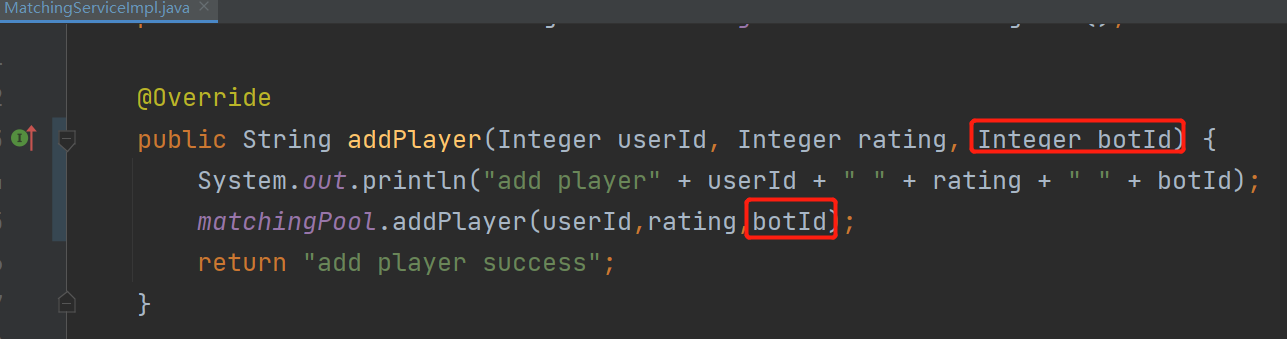 MatchingServiceImpl.java
@Override
public String addPlayer(Integer userId, Integer rating, Integer botId) {
System.out.println("add player" + userId + " " + rating + " " + botId);
matchingPool.addPlayer(userId,rating,botId);
return "add player success";
}